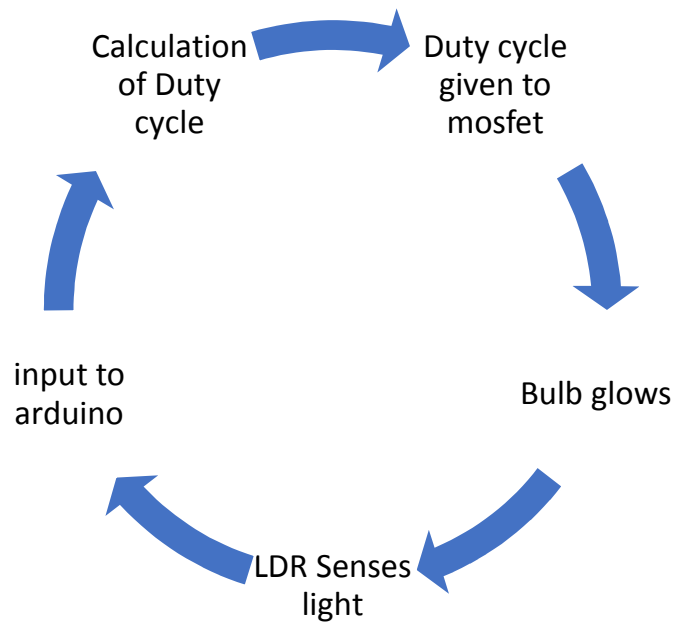 Calculation
of Duty
cycle
Duty cycle
given to
mosfet
Bulb glows
LDR Senses
light
input to
arduino